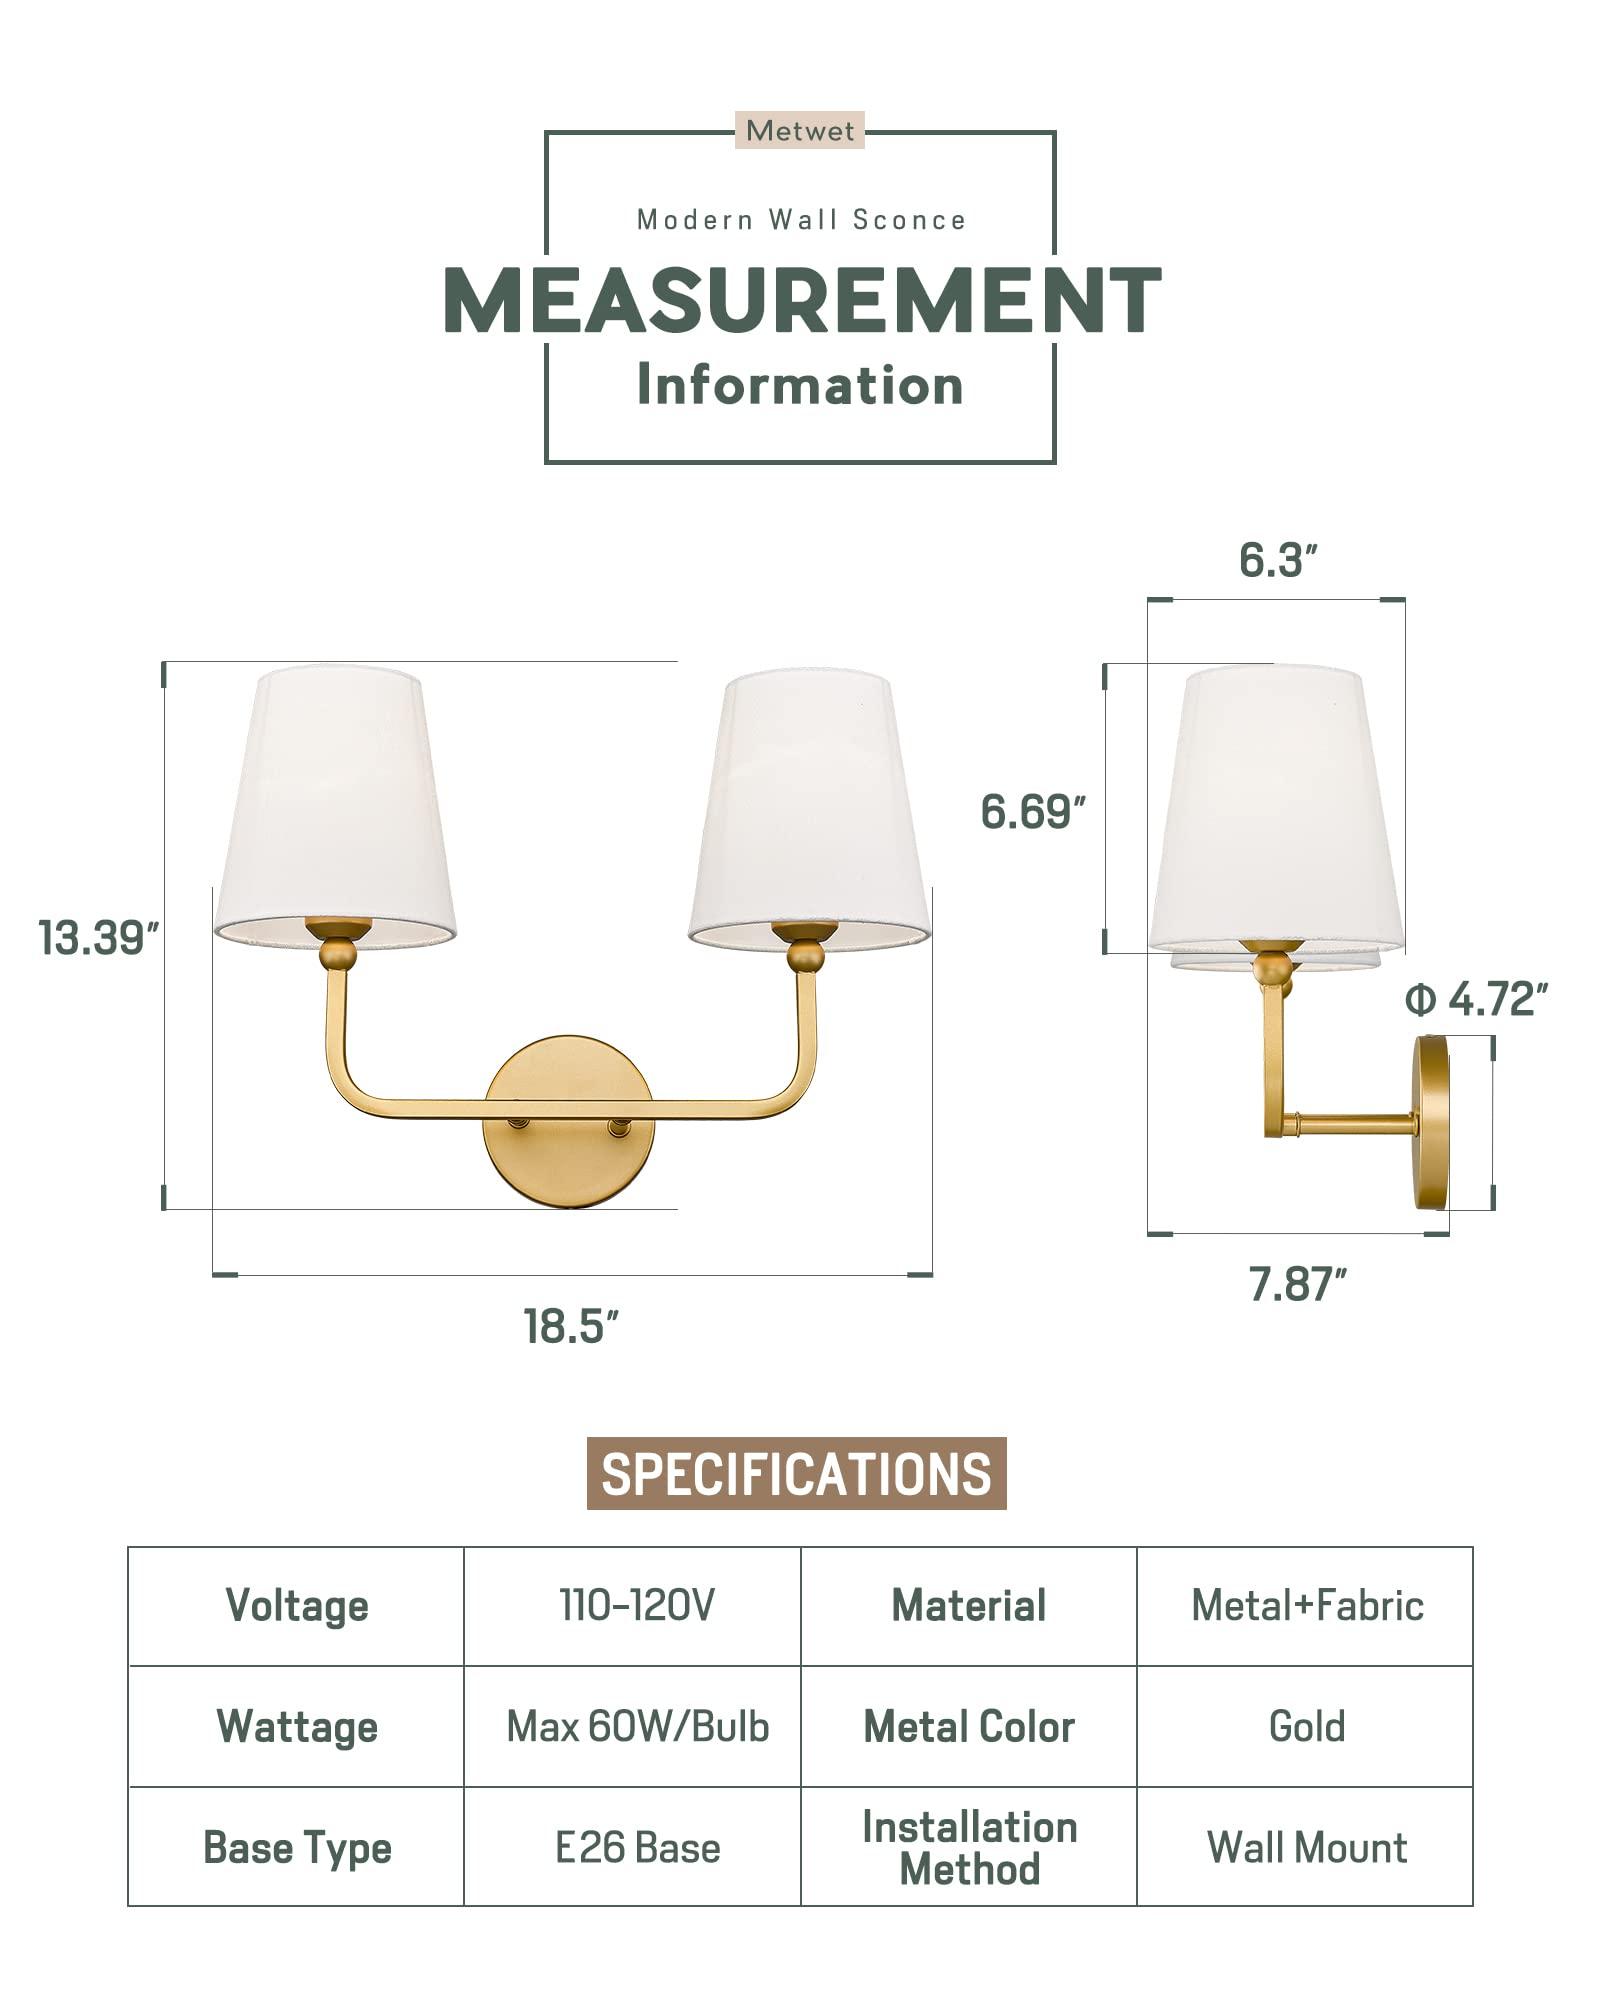 Metwet
Modern Wall Sconce
MEASUREMENT
Information
6.3″
6.69″
13.39″
Φ 4.72″
7.87″
18.5″
SPECIFICATIONS
Voltage 110-120V Material Metal+Fabric
Wattage Max 60W/Bulb Metal Color Gold
Base Type E26 Base Installation Method Wall Mount